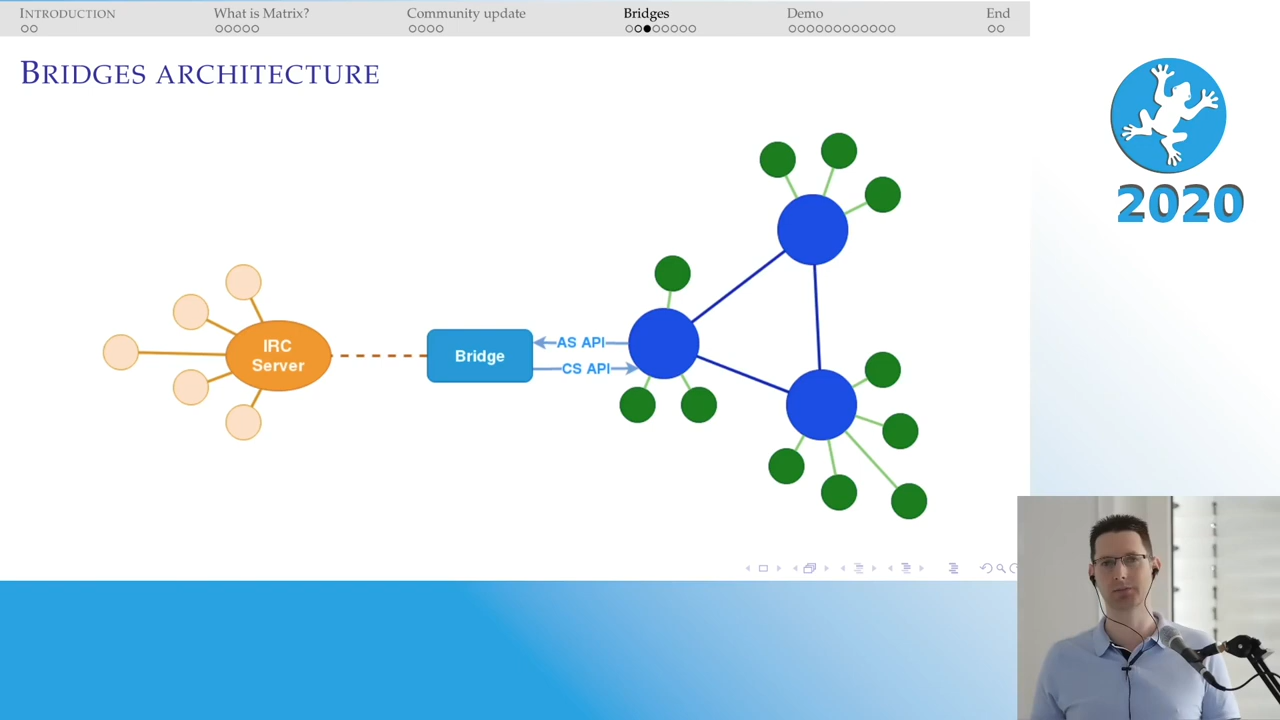 INTRODUCTION
What is Matrix?
Community update
Bridges
Demo
End
BRIDGES ARCHITECTURE
2020
IRC
Server
Bridge
AS API
CS API